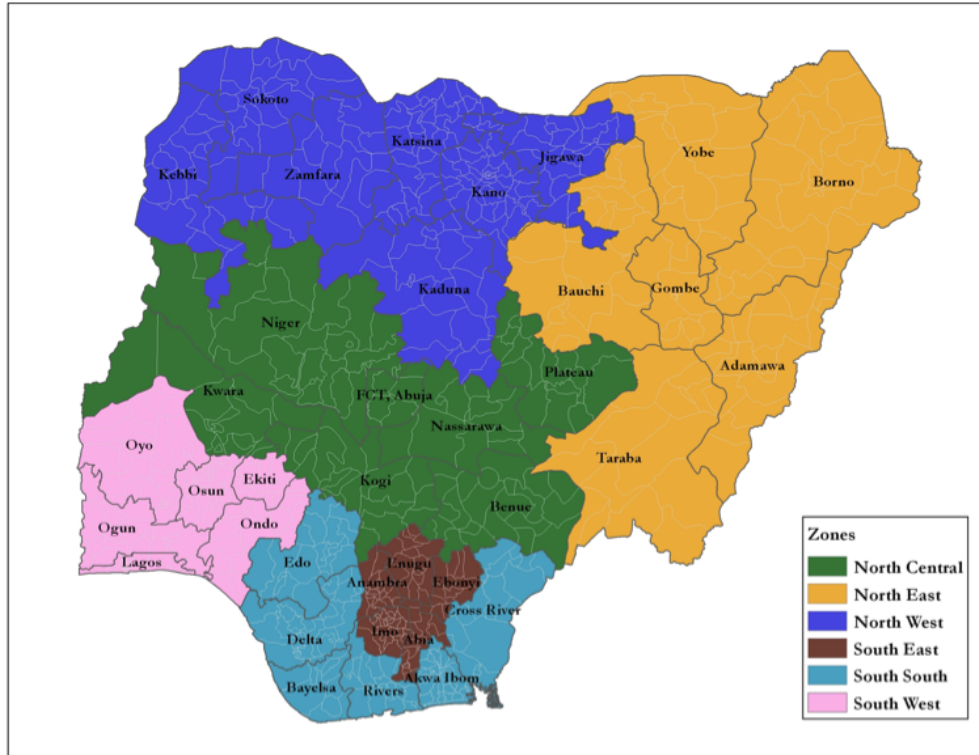 Sokoto
Katsina
Yobe
Jigawa
Kebbi
Zamfara
Borno
Kano
Kaduna
Bauchi
Gombe
Niger
Adamawa
Plateau
Kwara
FCT, Abuja
Nassarawa
Oyo
Taraba
Ekiti
Kogi
Osun
Benue
Ogun
Ondo
Lagos
Edo
Enugu
Anambra
Ebonyi
Cross River
Delta
Imo
Abia
Akwa Ibom
Bayelsa
Rivers
Zones
North Central
North East
North West
South East
South South
South West